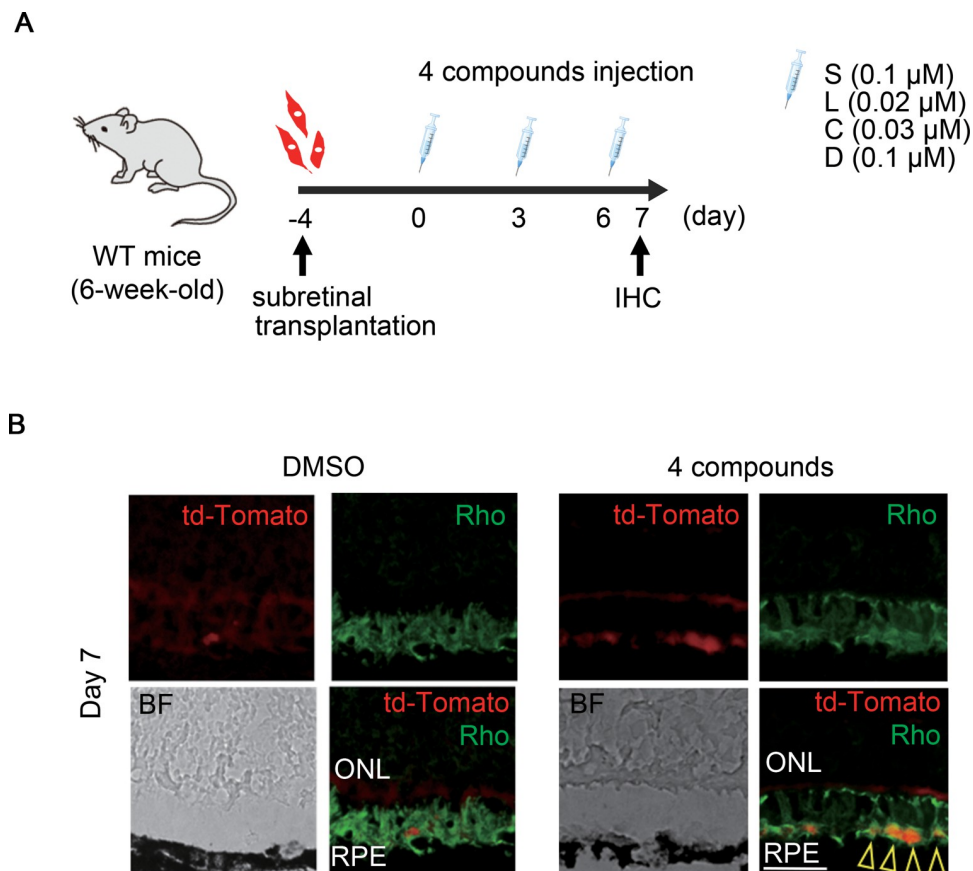 A
4 compounds injection
S (0.1 µM)
L (0.02 µM)
C (0.03 µM)
D (0.1 µM)
-4
0
3
6
7
(day)
WT mice
(6-week-old)
subretinal
transplantation
IHC
B
DMSO
4 compounds
Day 7
td-Tomato
Rho
td-Tomato
Rho
BF
td-Tomato
Rho
ONL
RPE
BF
td-Tomato
Rho
ONL
RPE